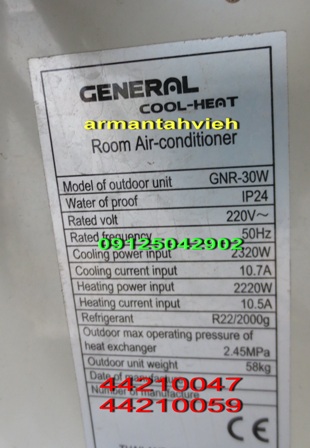 GENERAL
COOL-HEAT
armantahvieh
Room Air-conditioner
Model of outdoor unit GNR-30W
Water of proof IP24
Rated volt 220V~
Rated frequency 50Hz
09125042902
Cooling power input 2320W
Cooling current input 10.7A
Heating power input 2220W
Heating current input 10.5A
Refrigerant R22/2000g
Outdoor max operating pressure of
heat exchanger 2.45MPa
Outdoor unit weight 58kg
Date of manufacture
44210047
Number of manufacture
44210059
CE